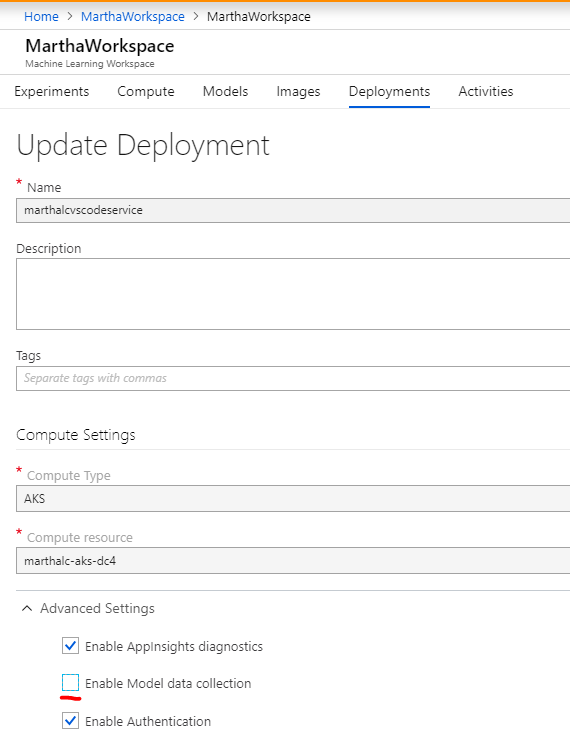 Home > MarthaWorkspace > MarthaWorkspace
MarthaWorkspace
Machine Learning Workspace
Experiments Compute Models Images Deployments Activities
Update Deployment
* Name
marthalcvscodeservice
Description
Tags
Separate tags with commas
Compute Settings
* Compute Type
AKS
* Compute resource
marthalc-aks-dc4
Advanced Settings
Enable AppInsights diagnostics
Enable Model data collection
Enable Authentication